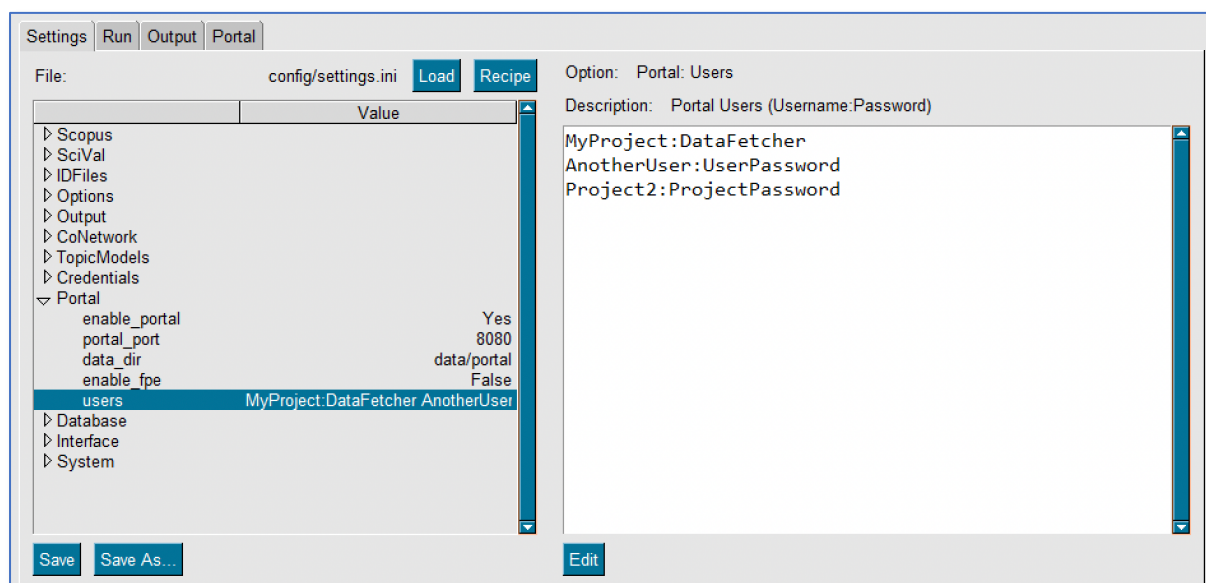 Settings Run Output Portal
File: config/settings.ini Load Recipe
Value
Scopus
SciVal
IDFiles
Options
Output
CoNetwork
TopicModels
Credentials
Portal
enable_portal Yes
portal_port 8080
data_dir data/portal
enable_fpe False
users MyProject:DataFetcher AnotherUser
Database
Interface
System
Save Save As...
Option: Portal: Users
Description: Portal Users (Username:Password)
MyProject:DataFetcher
AnotherUser:UserPassword
Project2:ProjectPassword
Edit